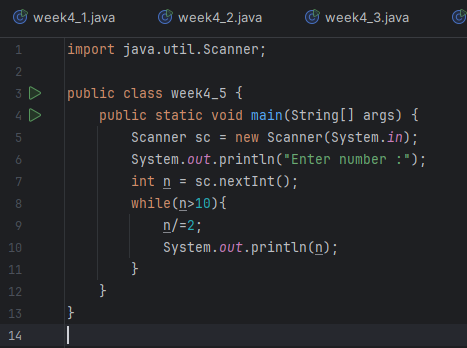 week4_1.java week4_2.java week4_3.java
1 import java.util.Scanner;
2
3 public class week4_5 {
4 public static void main(String[] args) {
5 Scanner sc = new Scanner(System.in);
6 System.out.println("Enter number :");
7 int n = sc.nextInt();
8 while(n>10){
9 n/=2;
10 System.out.println(n);
11 }
12 }
13 }
14